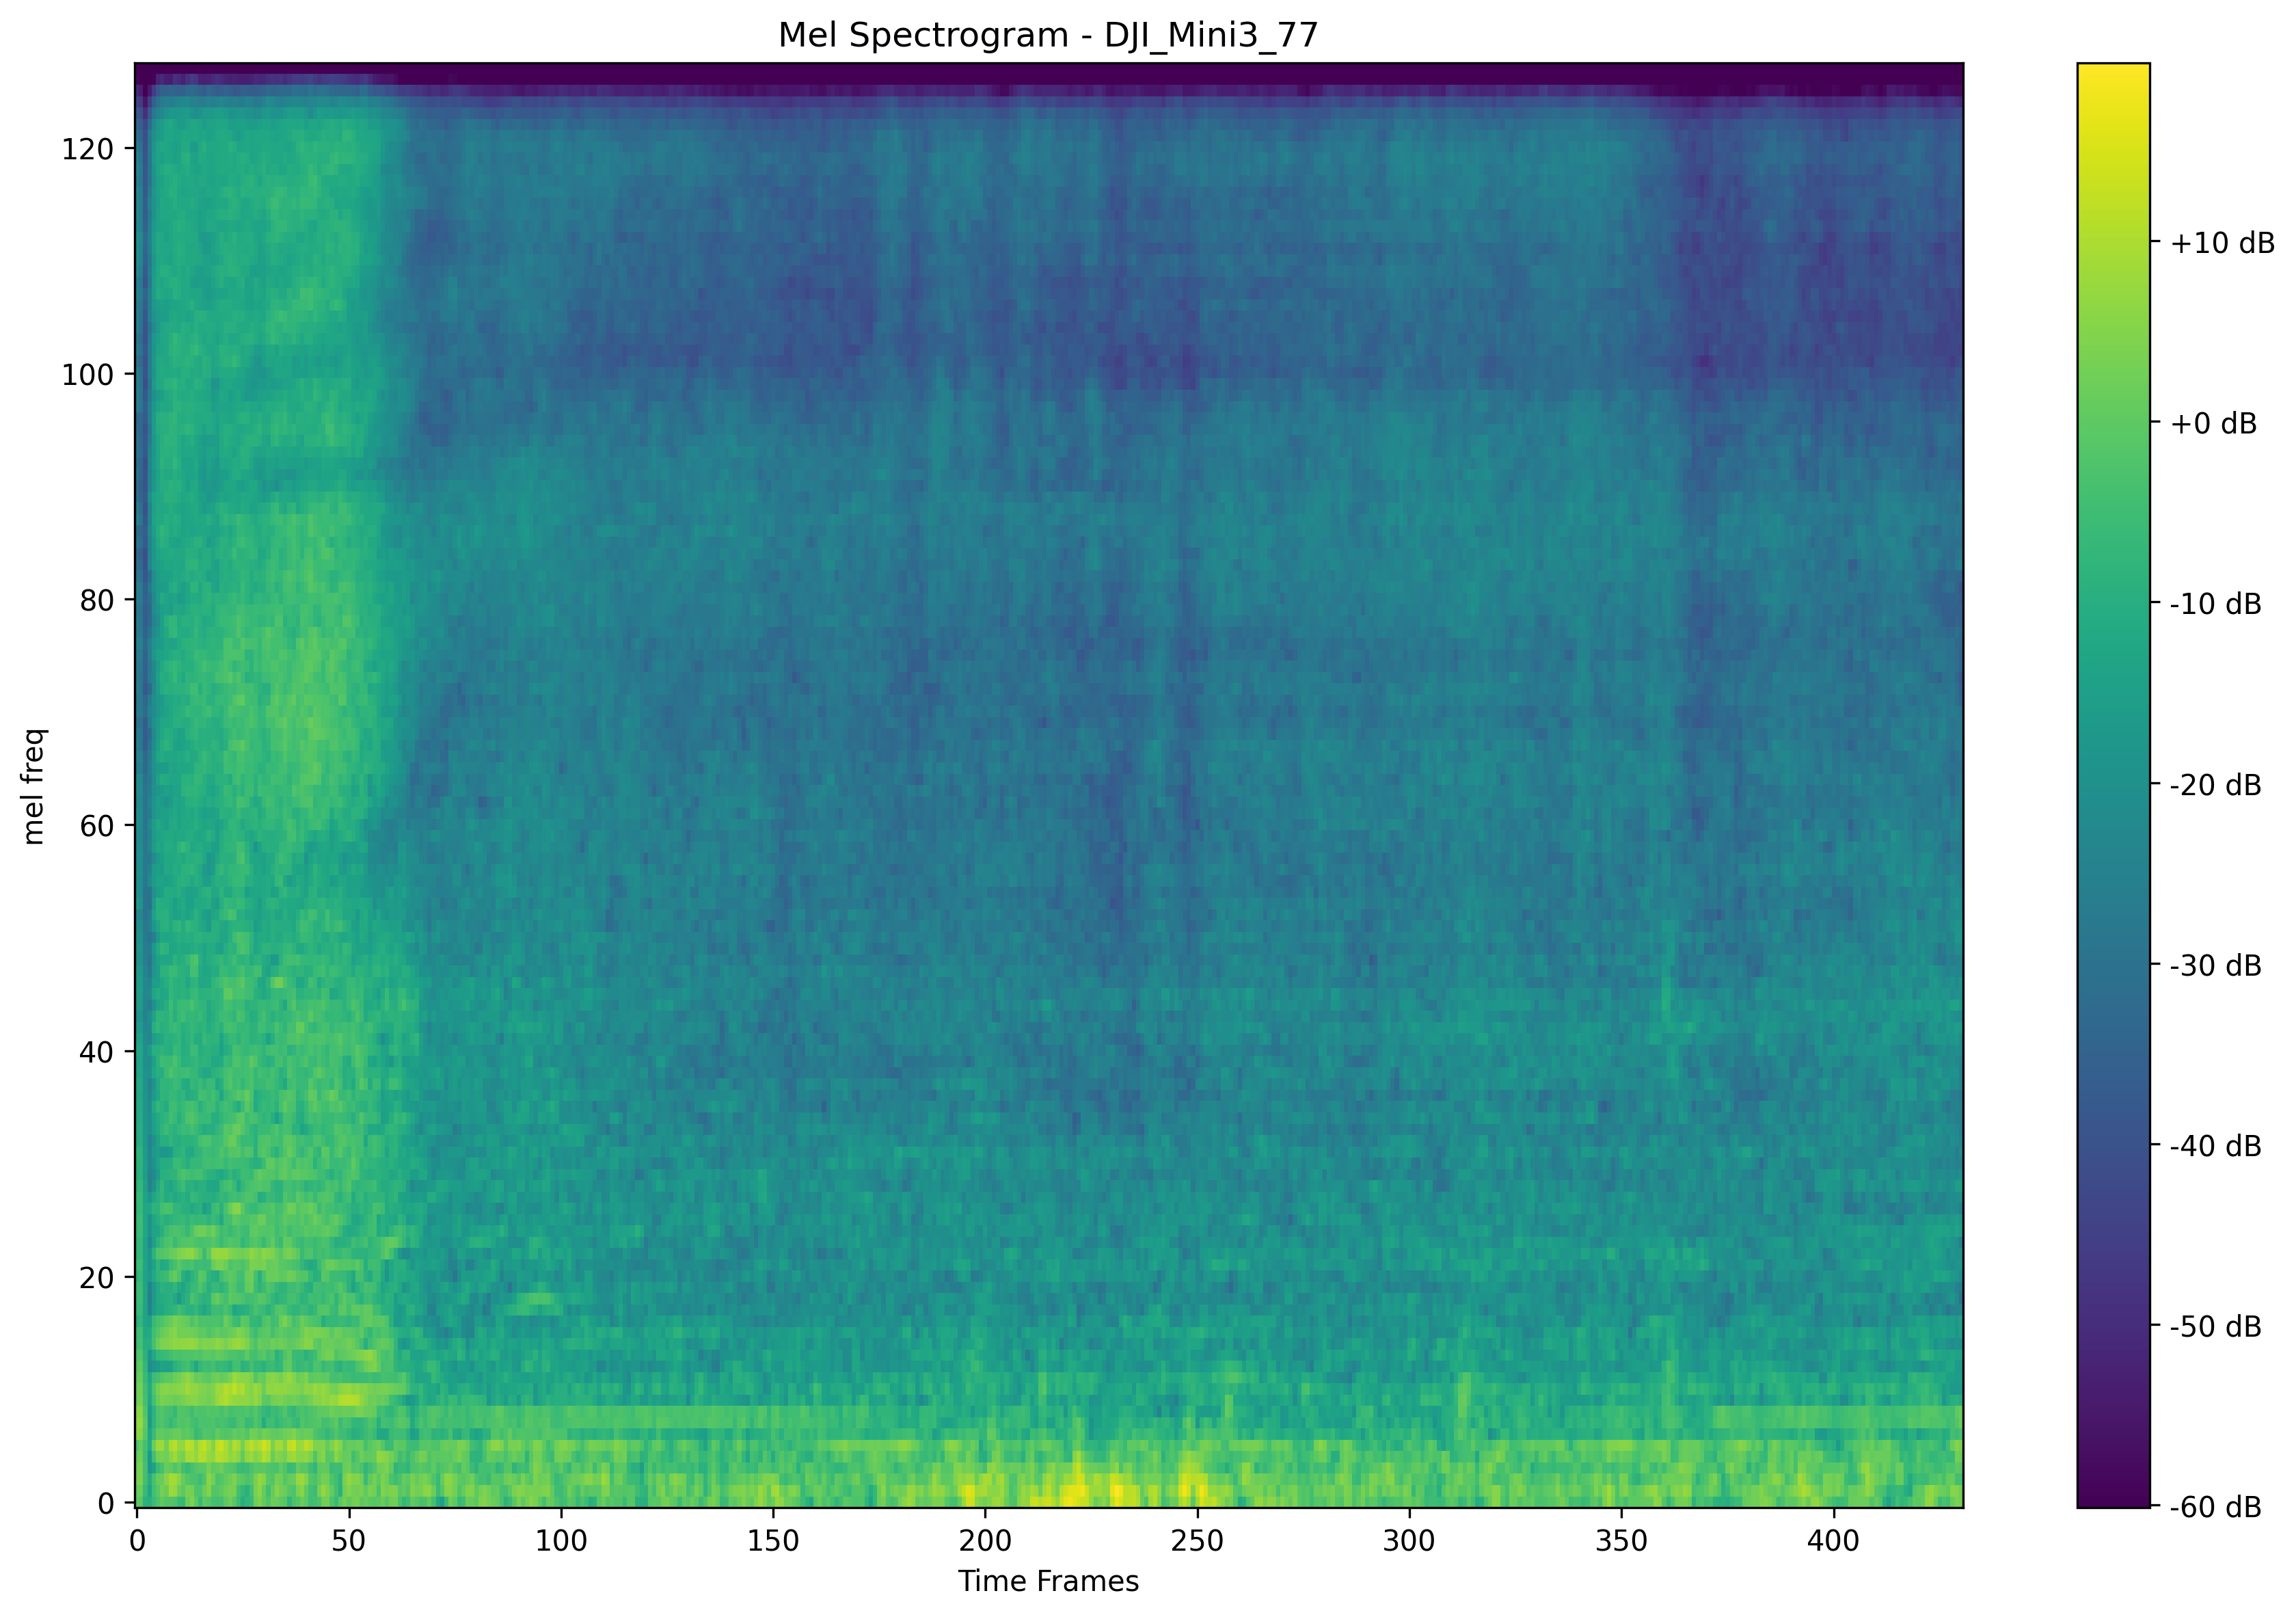 Mel Spectrogram - DJI_Mini3_77
mel freq
120
100
80
60
40
20
0
0 50 100 150 200 250 300 350 400
Time Frames
+10 dB
+0 dB
-10 dB
-20 dB
-30 dB
-40 dB
-50 dB
-60 dB